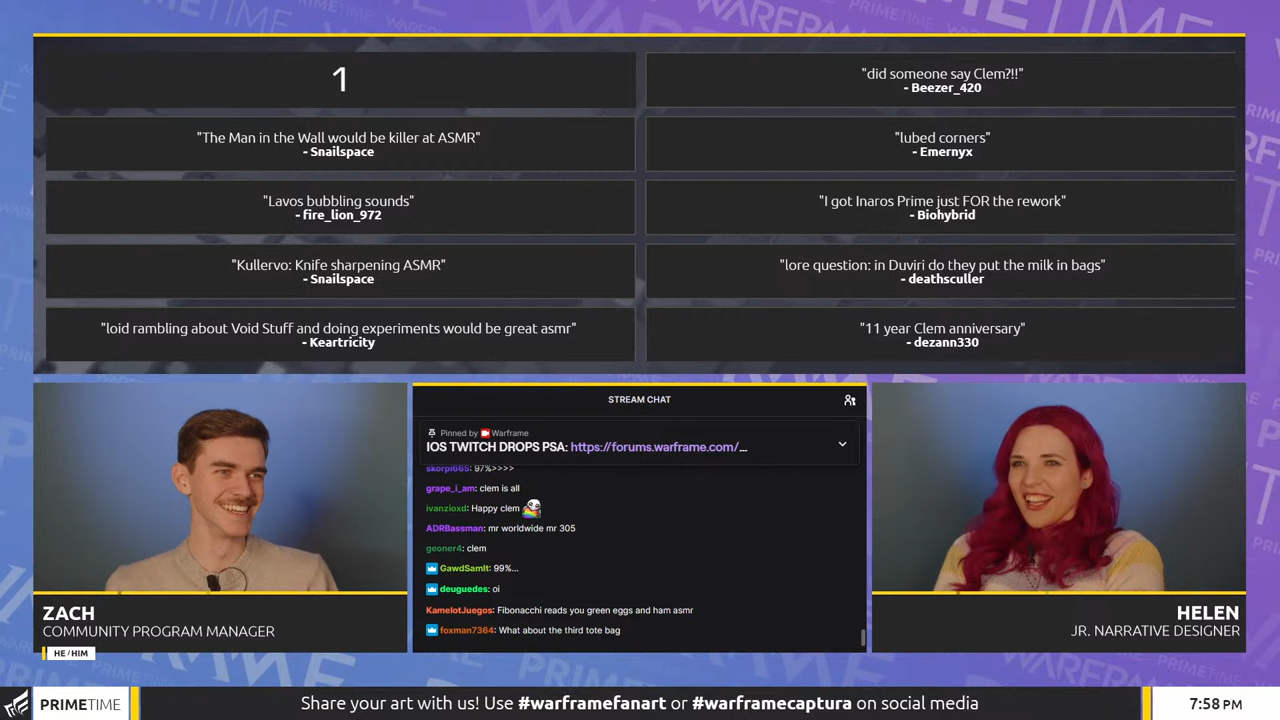 1
"did someone say Clem?!!"
- Beezer_420
"The Man in the Wall would be killer at ASMR"
- Snailspace
"lubed corners"
- Emernyx
"Lavos bubbling sounds"
- fire_lion_972
"I got Inaros Prime just FOR the rework"
- Biohybrid
"Kullervo: Knife sharpening ASMR"
- Snailspace
"lore question: in Duviri do they put the milk in bags"
- deathsculler
"loid rambling about Void Stuff and doing experiments would be great asmr"
- Keartricity
"11 year Clem anniversary"
- dezann330
STREAM CHAT
Pinned by Warframe
IOS TWITCH DROPS PSA: https://forums.warframe.com/...
skorpi665: 97%>>>>
grape_i_am: clem is all
ivanzioxd: Happy clem
ADRBassman: mr worldwide mr 305
geoner4: clem
GawdSamIt: 99%...
deuguedes: oi
KamelotJuegos: Fibonacchi reads you green eggs and ham asmr
foxman7364: What about the third tote bag
ZACH
COMMUNITY PROGRAM MANAGER
HE/HIM
HELEN
JR. NARRATIVE DESIGNER
PRIMETIME
Share your art with us! Use #warframefanart or #warframecaptura on social media
7:58 PM